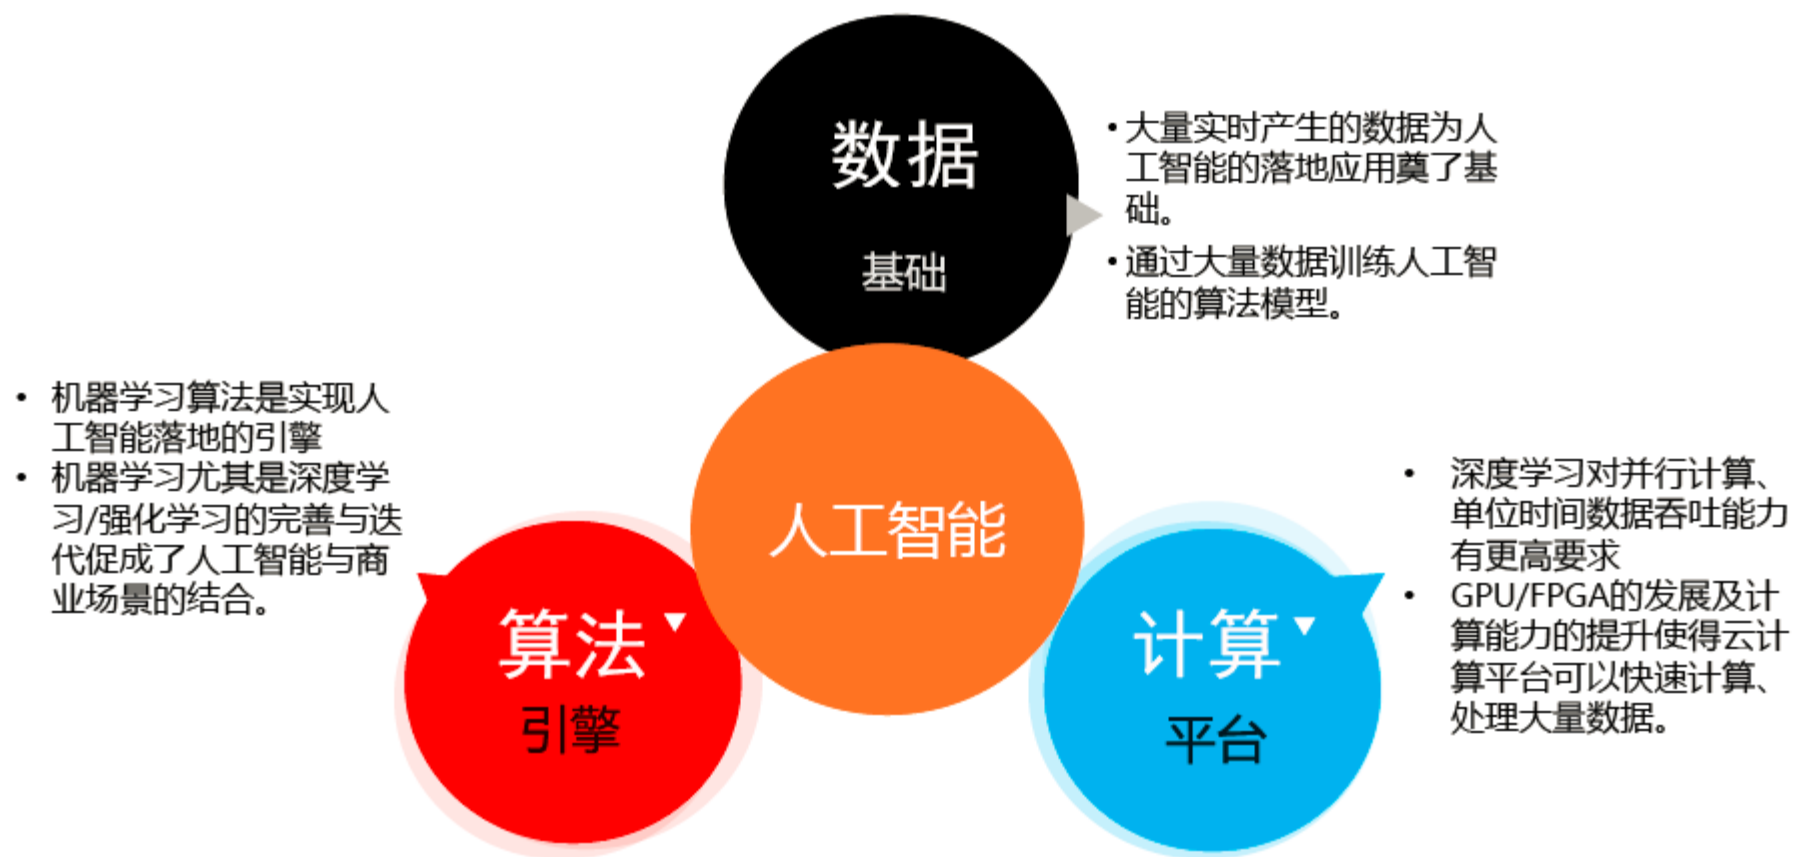 数据
基础
• 大量实时产生的数据为人
工智能的落地应用奠了基
础。
• 通过大量数据训练人工智
能的算法模型。
• 机器学习算法是实现人
工智能落地的引擎
• 机器学习尤其是深度学
习/强化学习的完善与迭
代促成了人工智能与商
业场景的结合。
人工智能
算法
引擎
计算
平台
• 深度学习对并行计算、
单位时间数据吞吐能力
有更高要求
• GPU/FPGA的发展及计
算能力的提升使得云计
算平台可以快速计算、
处理大量数据。